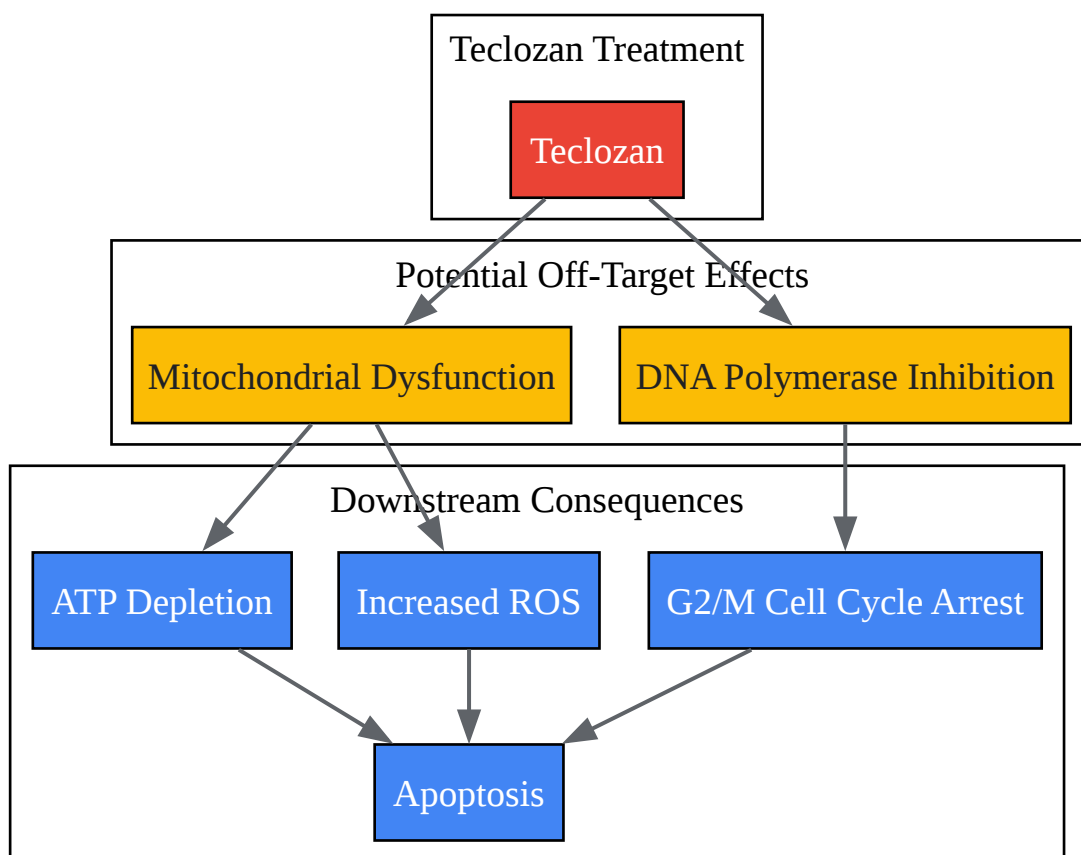 Teclozan Treatment
Teclozan
Potential Off-Target Effects
Mitochondrial Dysfunction
DNA Polymerase Inhibition
Downstream Consequences
ATP Depletion
Increased ROS
G2/M Cell Cycle Arrest
Apoptosis